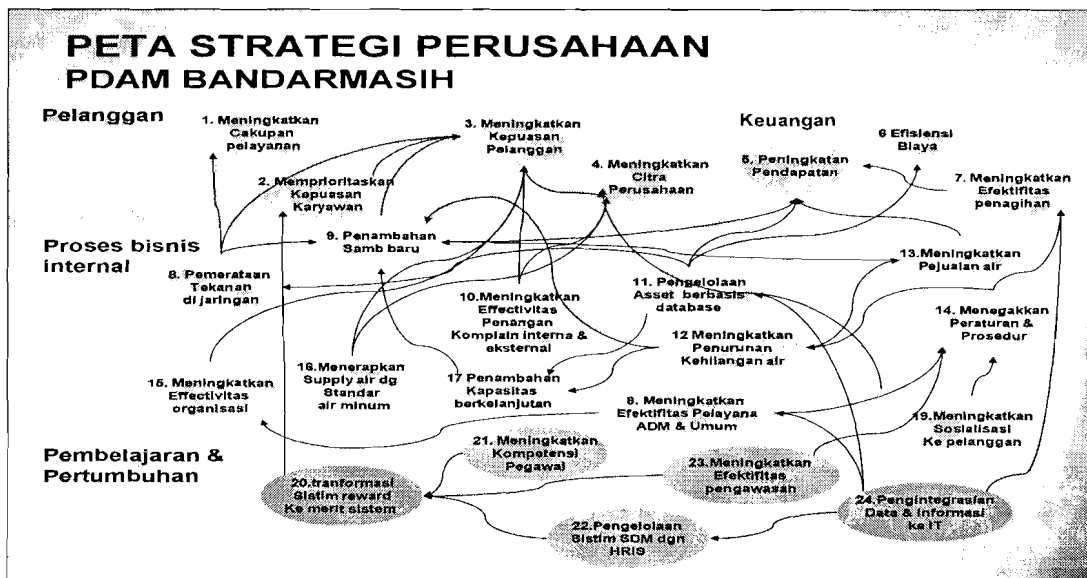 PETA STRATEGI PERUSAHAAN
PDAM BANDARMASIH
Pelanggan
1. Meningkatkan
Cakupan
pelayanan
2. Memprioritaskan
Kepuasan
Karyawan
3. Meningkatkan
Kepuasan
Pelanggan
4. Meningkatkan
Citra
Perusahaan
Keuangan
5. Peningkatan
Pendapatan
6 Efisiensi
Biaya
7. Meningkatkan
Efektifitas
penagihan
Proses bisnis
internal
8. Pemerataan
Tekanan
di jaringan
9. Penambahan
Samb baru
10.Meningkatkan
Effectivitas
Penangan
Komplain interna &
eksternal
11. Pengelolaan
Asset berbasis
database
12 Meningkatkan
Penurunan
Kehilangan air
13.Meningkatkan
Pejualan air
14. Menegakkan
Peraturan &
Prosedur
15. Meningkatkan
Effectivitas
organisasi
16.Menerapkan
Supply air dg
Standar
air minum
17 Penambahan
Kapasitas
berkelanjutan
8. Meningkatkan
Efektifitas Pelayana
ADM & Umum
19.Meningkatkan
Sosialisasi
Ke pelanggan
Pembelajaran &
Pertumbuhan
20.tranformasi
Sistim reward
Ke merit sistem
21. Meningkatkan
Kompetensi
Pegawai
22.Pengelolaan
Sistim SDM dgn
HRIS
23.Meningkatkan
Efektifitas
pengawasan
24.Pengintegrasian
Data & Informasi
ke IT